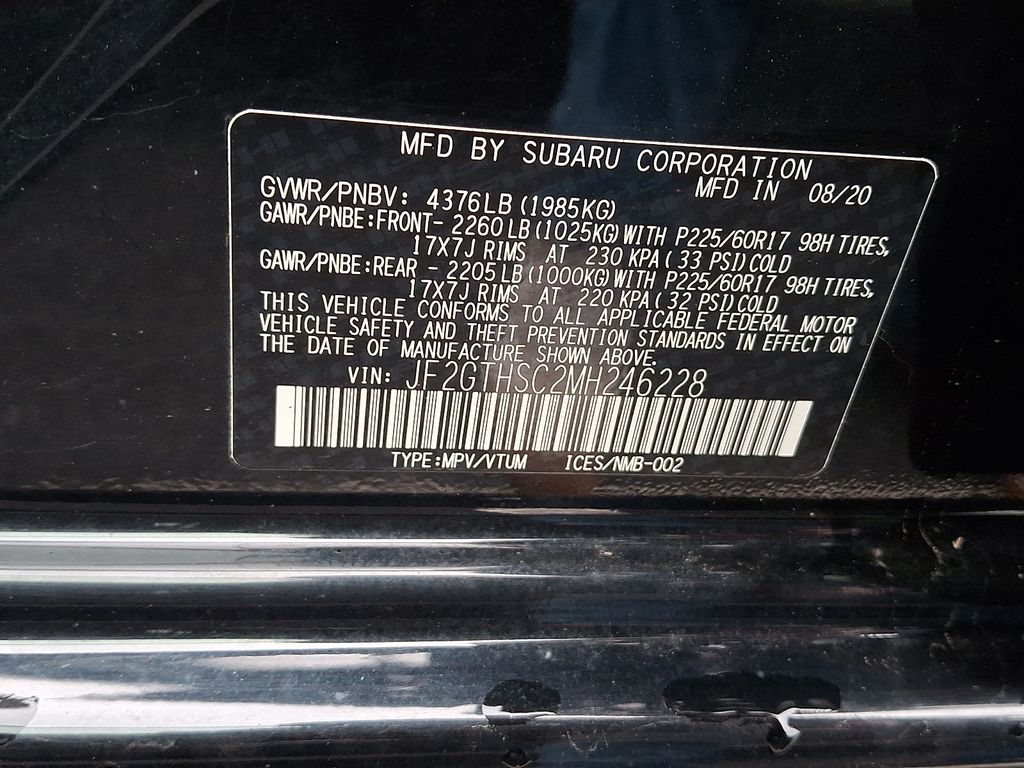 MFD BY SUBARU CORPORATION
MFD IN 08/20
GVWR/PNBV: 4376LB (1985KG)
GAWR/PNBE:FRONT- 2260 LB (1025KG) WITH P225/60R17 98H TIRES,
17X7J RIMS AT 230 KPA ( 33 PSI) COLD
GAWR/PNBE:REAR - 2205 LB (1000KG) WITH P225/60R17 98H TIRES,
17X7J RIMS AT 220 KPA ( 32 PSI) COLD
THIS VEHICLE CONFORMS TO ALL APPLICABLE FEDERAL MOTOR
VEHICLE SAFETY AND THEFT PREVENTION STANDARDS IN EFFECT ON
THE DATE OF MANUFACTURE SHOWN ABOVE.
VIN: JF2GTHSC2MH246228
TYPE:MPV/VTUM ICES/NMB-002